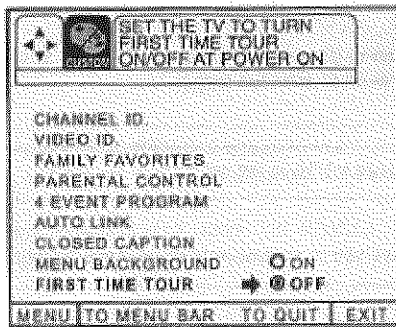 SET THE TV TO TURN
FIRST TIME TOUR
ON/OFF AT POWER ON
CUSTOM
CHANNEL ID.
VIDEO ID.
FAMILY FAVORITES
PARENTAL CONTROL
4 EVENT PROGRAM
AUTO LINK
CLOSED CAPTION
MENU BACKGROUND ON
FIRST TIME TOUR OFF
MENU TO MENU BAR TO QUIT EXIT